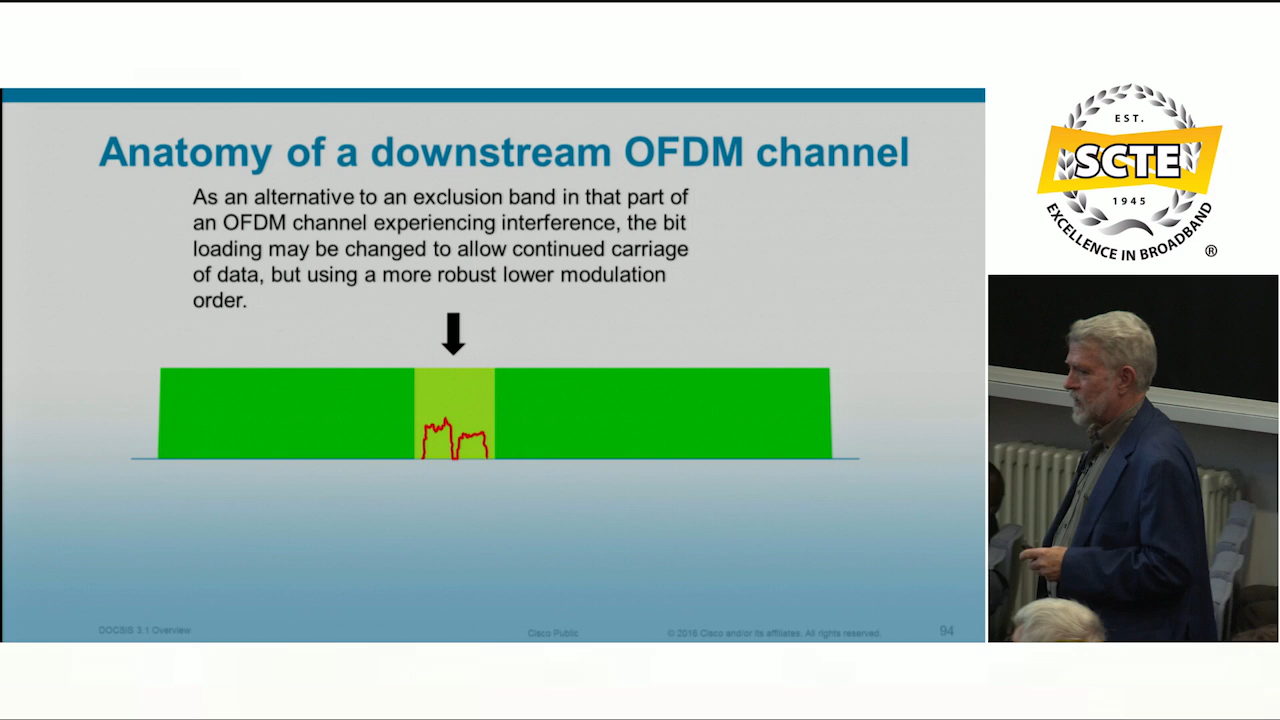 Anatomy of a downstream OFDM channel
As an alternative to an exclusion band in that part of
an OFDM channel experiencing interference, the bit
loading may be changed to allow continued carriage
of data, but using a more robust lower modulation
order.
DOCSIS 3.1 Overview
Cisco Public
© 2016 Cisco and/or its affiliates. All rights reserved.
94
EST.
SCTE
1945
EXCELLENCE IN BROADBAND
®